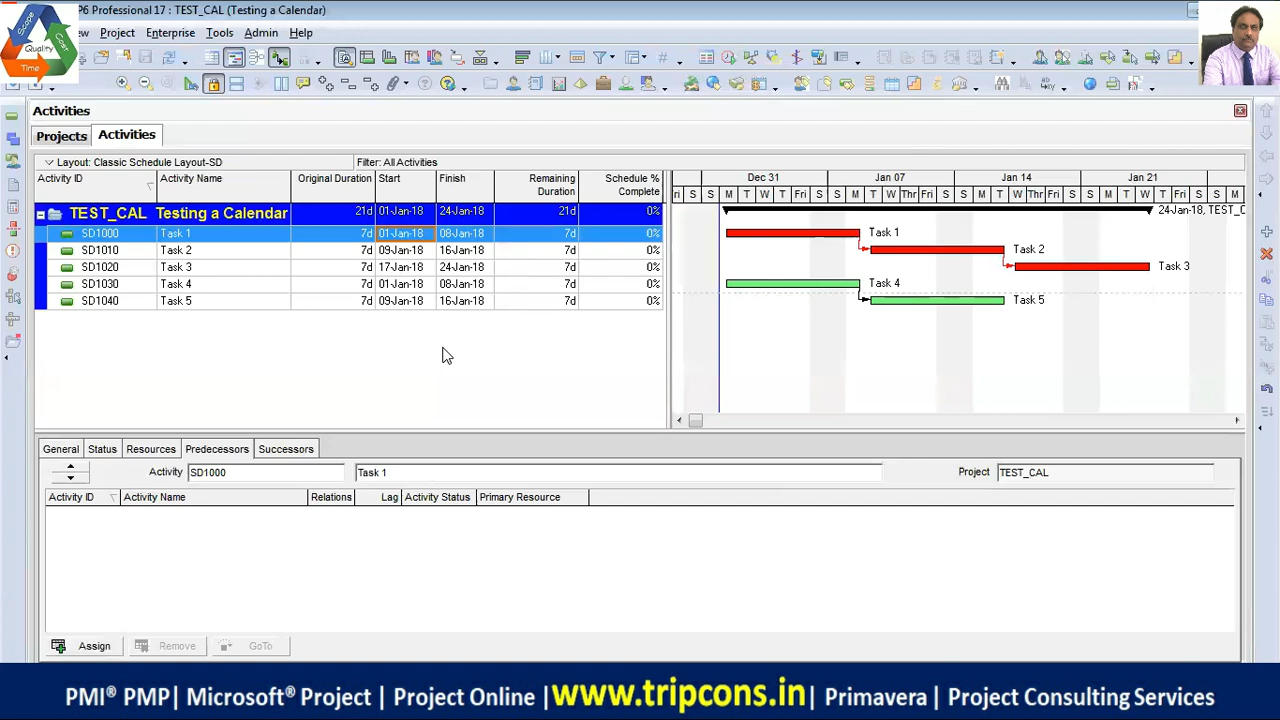 Scope
Quality
Cost
Time
P6 Professional 17 : TEST_CAL (Testing a Calendar)
Project Enterprise Tools Admin Help
Activities
Projects Activities
Layout: Classic Schedule Layout-SD Filter: All Activities
Activity ID Activity Name Original Duration Start Finish Remaining Duration Schedule % Complete
Dec 31 Jan 07 Jan 14 Jan 21
ri S S M T W T Fri S S M T W Thr Fri S S M T W Thr Fri S S M T W T Fri S S M
TEST_CAL Testing a Calendar 21d 01-Jan-18 24-Jan-18 21d 0% 24-Jan-18, TEST_C
SD1000 Task 1 7d 01-Jan-18 08-Jan-18 7d 0% Task 1
SD1010 Task 2 7d 09-Jan-18 16-Jan-18 7d 0% Task 2
SD1020 Task 3 7d 17-Jan-18 24-Jan-18 7d 0% Task 3
SD1030 Task 4 7d 01-Jan-18 08-Jan-18 7d 0% Task 4
SD1040 Task 5 7d 09-Jan-18 16-Jan-18 7d 0% Task 5
General Status Resources Predecessors Successors
Activity SD1000 Task 1 Project TEST_CAL
Activity ID Activity Name Relations Lag Activity Status Primary Resource
Assign Remove GoTo
PMI® PMP| Microsoft® Project | Project Online |www.tripcons.in| Primavera | Project Consulting Services